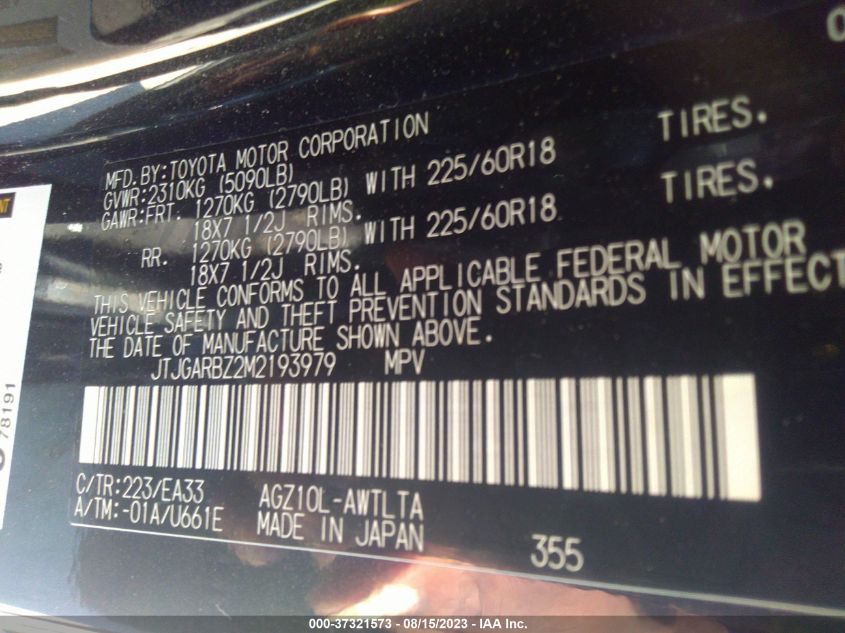 MFD.BY:TOYOTA MOTOR CORPORATION
GVWR:2310KG (5090LB)
GAWR:FRT. 1270KG (2790LB) WITH 225/60R18 TIRES.
18X7 1/2J RIMS.
RR. 1270KG (2790LB) WITH 225/60R18 TIRES.
18X7 1/2J RIMS.
THIS VEHICLE CONFORMS TO ALL APPLICABLE FEDERAL MOTOR
VEHICLE SAFETY AND THEFT PREVENTION STANDARDS IN EFFECT
THE DATE OF MANUFACTURE SHOWN ABOVE.
JTJGARBZ2M2193979 MPV
C/TR:223/EA33 AGZ10L-AWTLTA
A/TM:-01A/U661E MADE IN JAPAN
355
78191
000-37321573 - 08/15/2023 - IAA Inc.